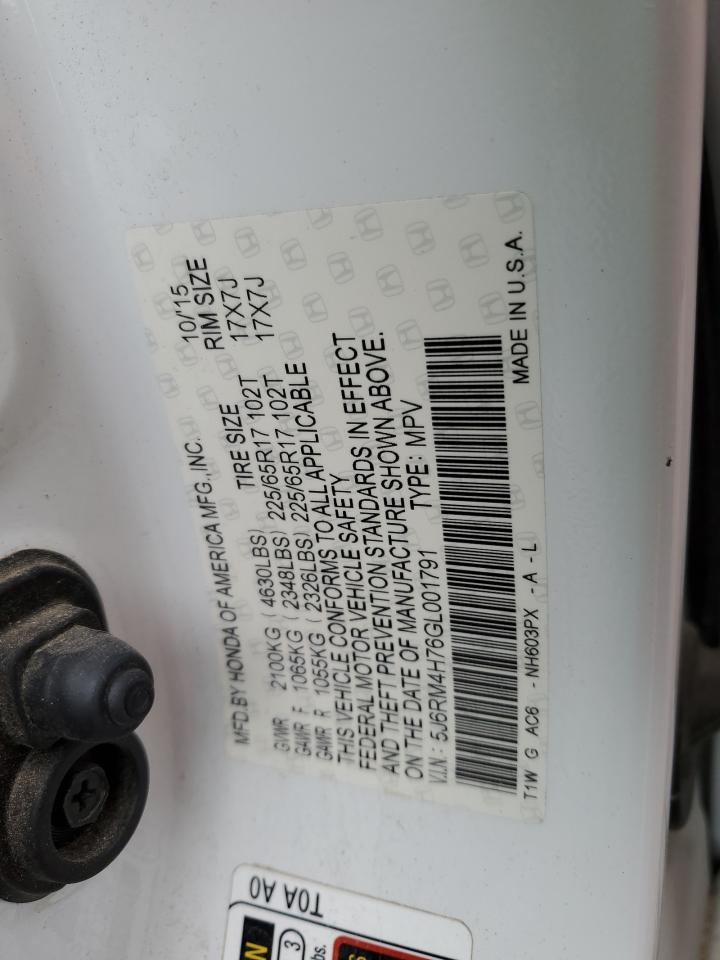 MFD.BY HONDA OF AMERICA MFG.,INC. 10/'15
TIRE SIZE RIM SIZE
GVWR 2100KG ( 4630LBS) 225/65R17 102T 17X7J
GAWR F 1065KG ( 2348LBS) 225/65R17 102T 17X7J
GAWR R 1055KG ( 2326LBS)
THIS VEHICLE CONFORMS TO ALL APPLICABLE
FEDERAL MOTOR VEHICLE SAFETY
AND THEFT PREVENTION STANDARDS IN EFFECT
ON THE DATE OF MANUFACTURE SHOWN ABOVE.
V.I.N.: 5J6RM4H76GL001791 TYPE: MPV
T1W G AC6 - NH603PX - A - L MADE IN U.S.A.
T0A A0
3